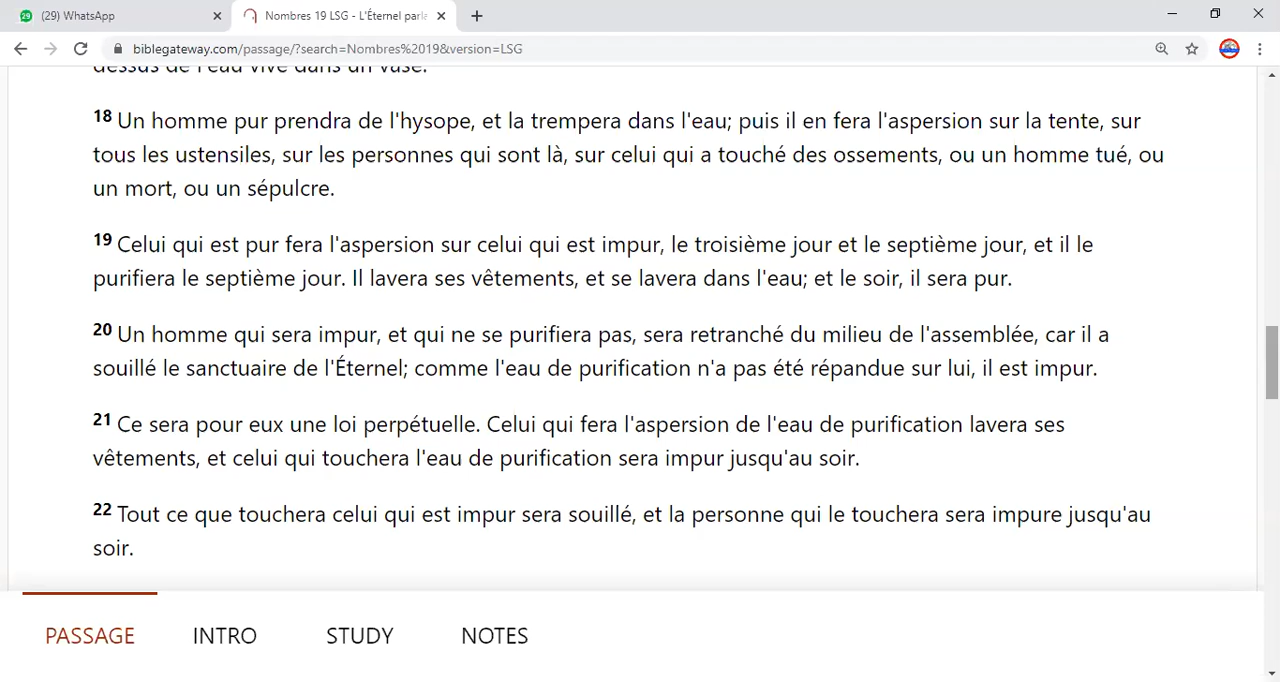 (29) WhatsApp
Nombres 19 LSG - L'Éternel parla
biblegateway.com/passage/?search=Nombres%2019&version=LSG
dessus de l'eau vive dans un vase.
18 Un homme pur prendra de l'hysope, et la trempera dans l'eau; puis il en fera l'aspersion sur la tente, sur
tous les ustensiles, sur les personnes qui sont là, sur celui qui a touché des ossements, ou un homme tué, ou
un mort, ou un sépulcre.
19 Celui qui est pur fera l'aspersion sur celui qui est impur, le troisième jour et le septième jour, et il le
purifiera le septième jour. Il lavera ses vêtements, et se lavera dans l'eau; et le soir, il sera pur.
20 Un homme qui sera impur, et qui ne se purifiera pas, sera retranché du milieu de l'assemblée, car il a
souillé le sanctuaire de l'Éternel; comme l'eau de purification n'a pas été répandue sur lui, il est impur.
21 Ce sera pour eux une loi perpétuelle. Celui qui fera l'aspersion de l'eau de purification lavera ses
vêtements, et celui qui touchera l'eau de purification sera impur jusqu'au soir.
22 Tout ce que touchera celui qui est impur sera souillé, et la personne qui le touchera sera impure jusqu'au
soir.
PASSAGE INTRO STUDY NOTES